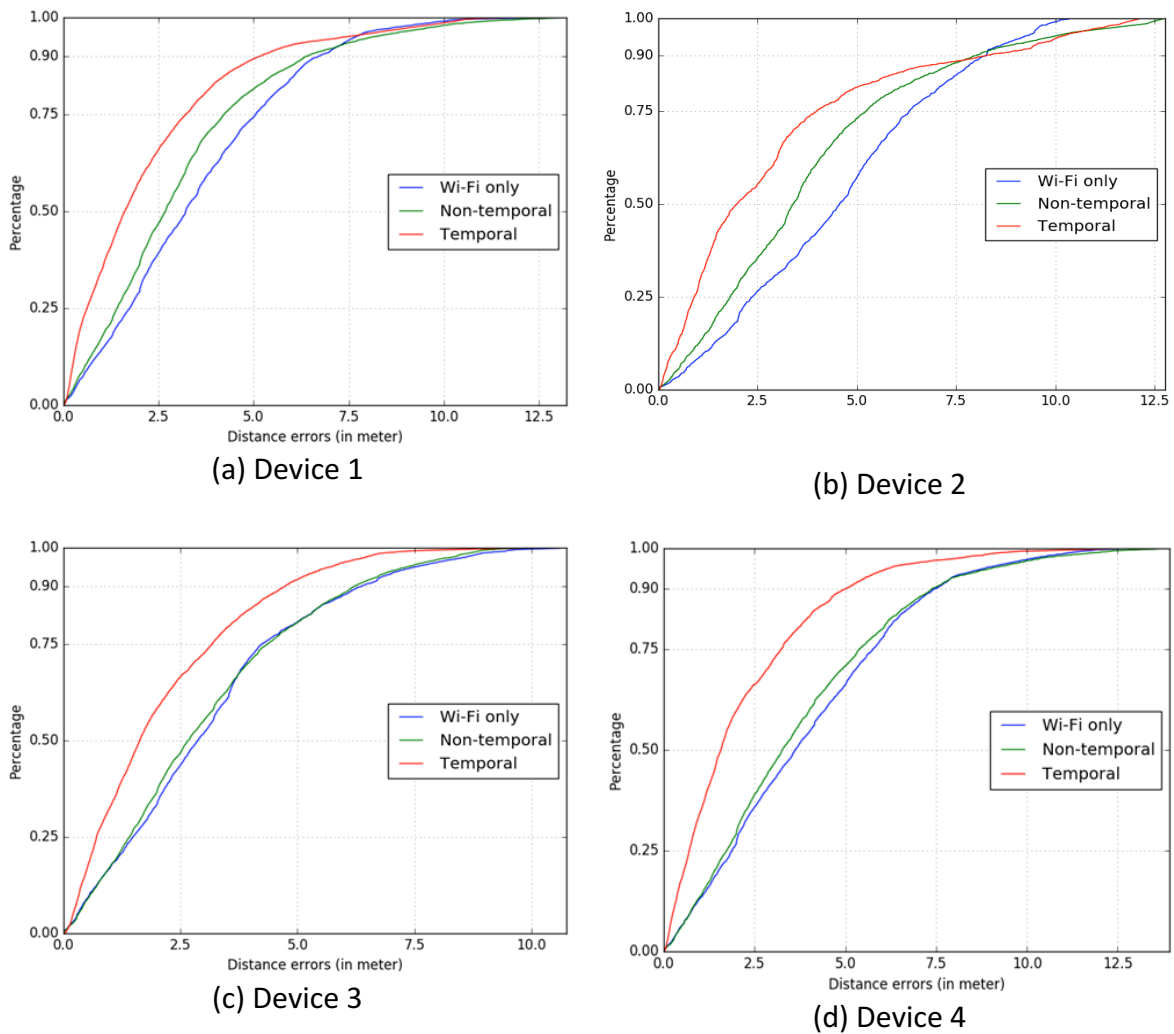 1.00
0.90
0.75
0.50
0.25
0.00
Percentage
Wi-Fi only
Non-temporal
Temporal
0.0 2.5 5.0 7.5 10.0 12.5
Distance errors (in meter)
(a) Device 1
1.00
0.90
0.75
0.50
0.25
0.00
Percentage
Wi-Fi only
Non-temporal
Temporal
0.0 2.5 5.0 7.5 10.0 12.5
(b) Device 2
1.00
0.90
0.75
0.50
0.25
0.00
Percentage
Wi-Fi only
Non-temporal
Temporal
0.0 2.5 5.0 7.5 10.0
Distance errors (in meter)
(c) Device 3
1.00
0.90
0.75
0.50
0.25
0.00
Percentage
Wi-Fi only
Non-temporal
Temporal
0.0 2.5 5.0 7.5 10.0 12.5
Distance errors (in meter)
(d) Device 4